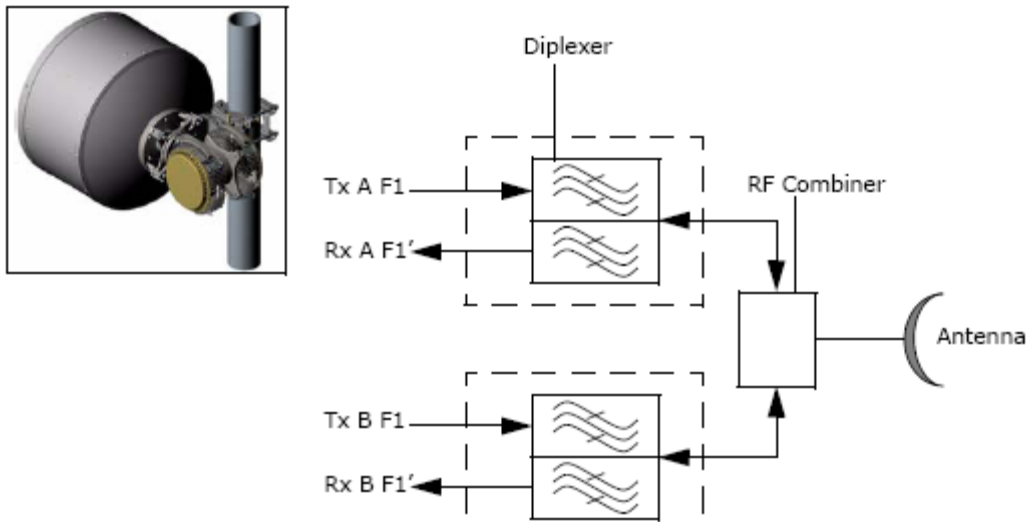 Diplexer
Tx A F1
RF Combiner
Rx A F1’
Antenna
Tx B F1
Rx B F1’